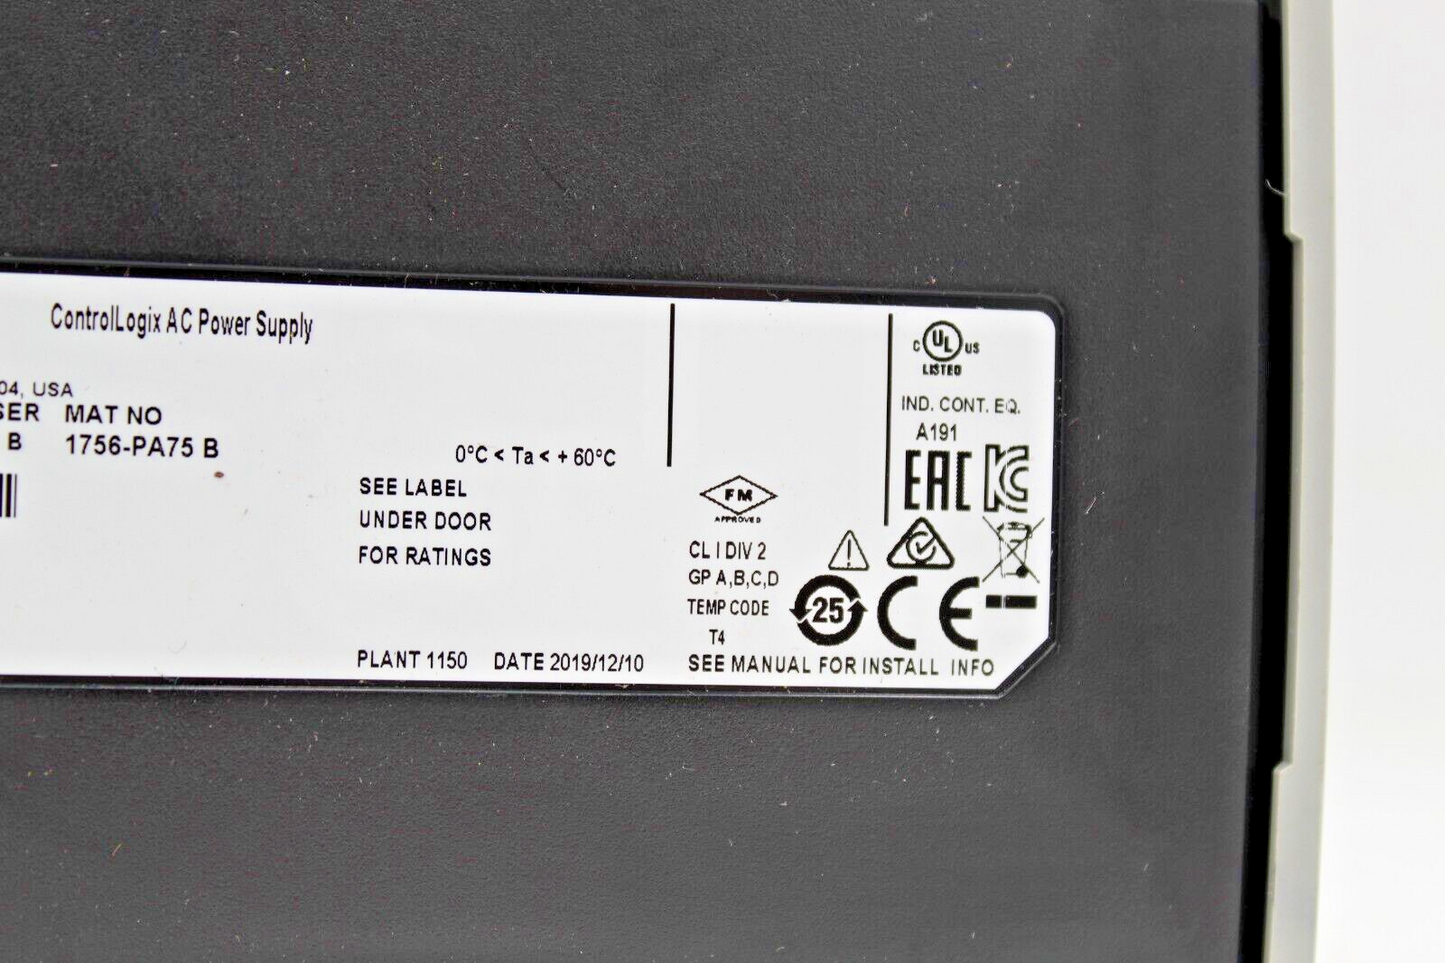 ControlLogix AC Power Supply
04, USA
SER MAT NO
B 1756-PA75 B
0°C < Ta < + 60°C
SEE LABEL
UNDER DOOR
FOR RATINGS
PLANT 1150 DATE 2019/12/10
C UL US
LISTED
IND. CONT. EQ.
A191
EAC KC
FM
APPROVED
CL I DIV 2
GP A,B,C,D
TEMP CODE
T4
25 CE
SEE MANUAL FOR INSTALL INFO